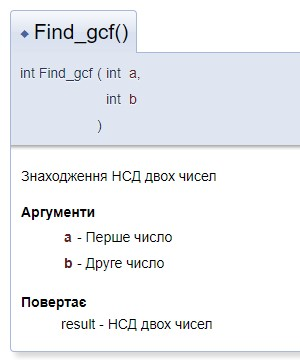 Find_gcf()
int Find_gcf ( int a,
int b
)
Знаходження НСД двох чисел
Аргументи
a - Перше число
b - Друге число
Повертає
result - НСД двох чисел